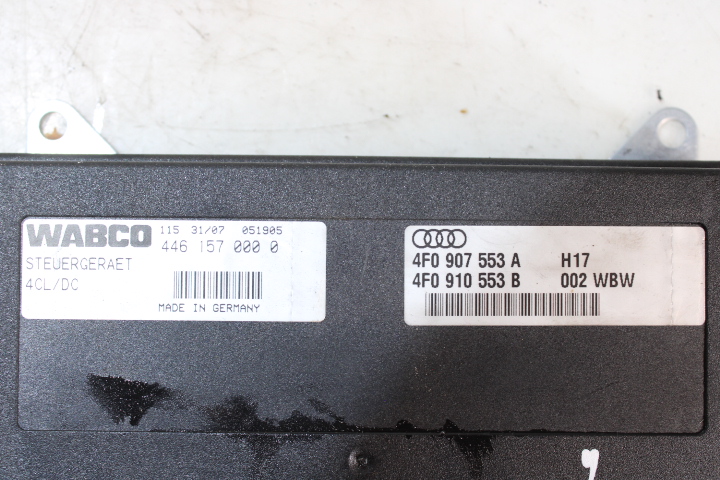 WABCO 115 31/07 051905
446 157 000 0
STEUERGERAET
4CL/DC
MADE IN GERMANY
4F0 907 553 A H17
4F0 910 553 B 002 WBW